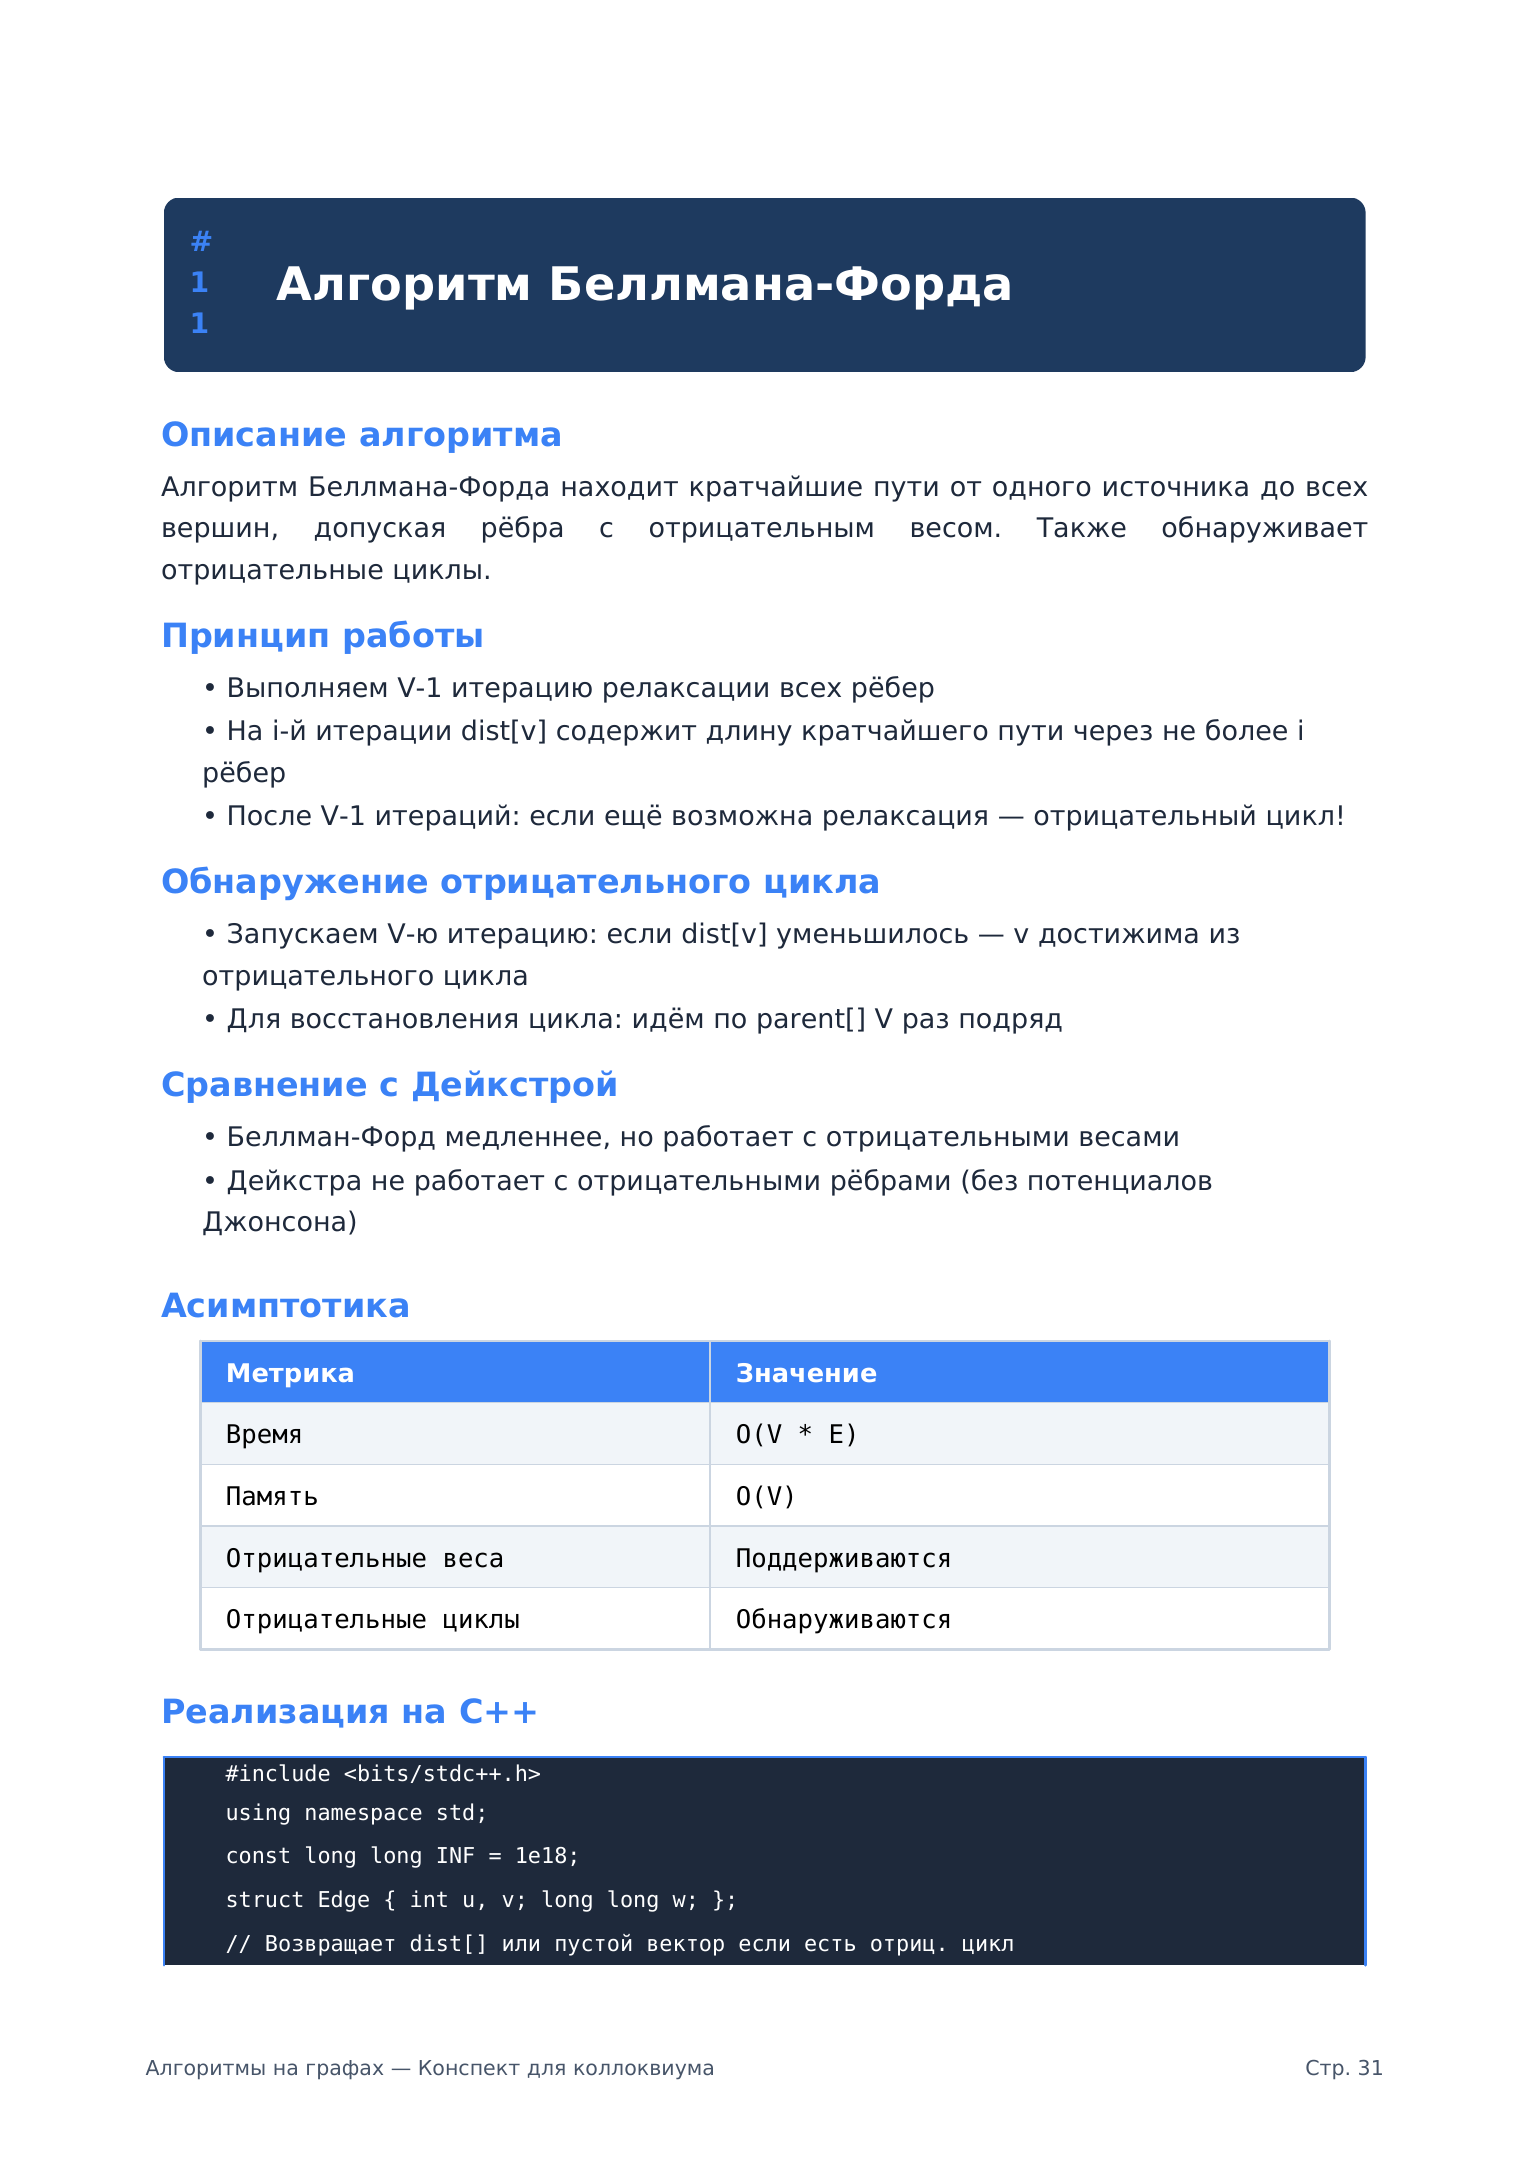 #
1
1
Алгоритм Беллмана-Форда
Описание алгоритма
Алгоритм Беллмана-Форда находит кратчайшие пути от одного источника до всех
вершин, допуская рёбра с отрицательным весом. Также обнаруживает
отрицательные циклы.
Принцип работы
• Выполняем V-1 итерацию релаксации всех рёбер
• На i-й итерации dist[v] содержит длину кратчайшего пути через не более i
рёбер
• После V-1 итераций: если ещё возможна релаксация — отрицательный цикл!
Обнаружение отрицательного цикла
• Запускаем V-ю итерацию: если dist[v] уменьшилось — v достижима из
отрицательного цикла
• Для восстановления цикла: идём по parent[] V раз подряд
Сравнение с Дейкстрой
• Беллман-Форд медленнее, но работает с отрицательными весами
• Дейкстра не работает с отрицательными рёбрами (без потенциалов
Джонсона)
Асимптотика
Метрика Значение
Время O(V * E)
Память O(V)
Отрицательные веса Поддерживаются
Отрицательные циклы Обнаруживаются
Реализация на C++
#include <bits/stdc++.h>
using namespace std;
const long long INF = 1e18;
struct Edge { int u, v; long long w; };
// Возвращает dist[] или пустой вектор если есть отриц. цикл
Алгоритмы на графах — Конспект для коллоквиума Стр. 31